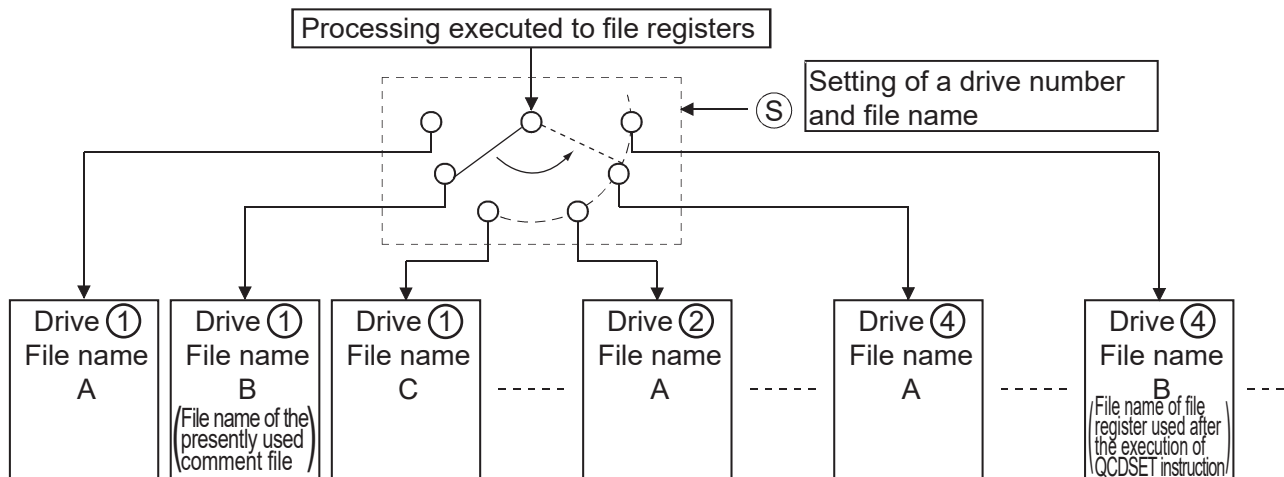 Processing executed to file registers
Setting of a drive number
and file name
S
Drive 1
File name
A
Drive 1
File name
B
(File name of the
presently used
comment file)
Drive 1
File name
C
Drive 2
File name
A
Drive 4
File name
A
Drive 4
File name
B
(File name of file
register used after
the execution of
QCDSET instruction)